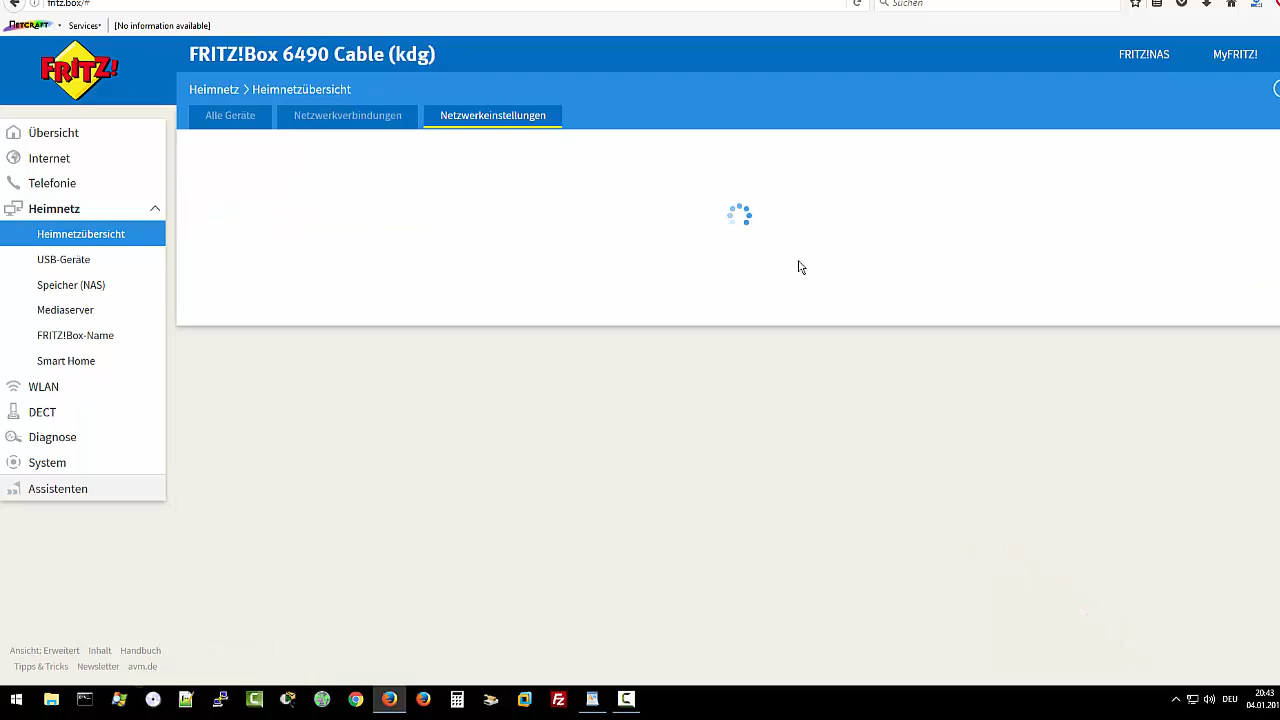 fritz.box/#
Suchen
NETCRAFT
Services
[No information available]
FRITZ!
FRITZ!Box 6490 Cable (kdg)
FRITZ!NAS
MyFRITZ!
Heimnetz > Heimnetzübersicht
Alle Geräte
Netzwerkverbindungen
Netzwerkeinstellungen
Übersicht
Internet
Telefonie
Heimnetz
Heimnetzübersicht
USB-Geräte
Speicher (NAS)
Mediaserver
FRITZ!Box-Name
Smart Home
WLAN
DECT
Diagnose
System
Assistenten
Ansicht: Erweitert Inhalt Handbuch
Tipps & Tricks Newsletter avm.de
DEU
20:43
04.01.201